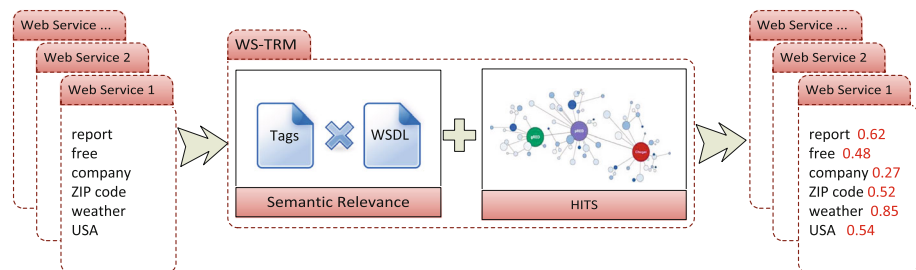 Web Service ...
Web Service 2
Web Service 1
report
free
company
ZIP code
weather
USA
WS-TRM
Tags
WSDL
Semantic Relevance
HITS
Web Service ...
Web Service 2
Web Service 1
report 0.62
free 0.48
company 0.27
ZIP code 0.52
weather 0.85
USA 0.54